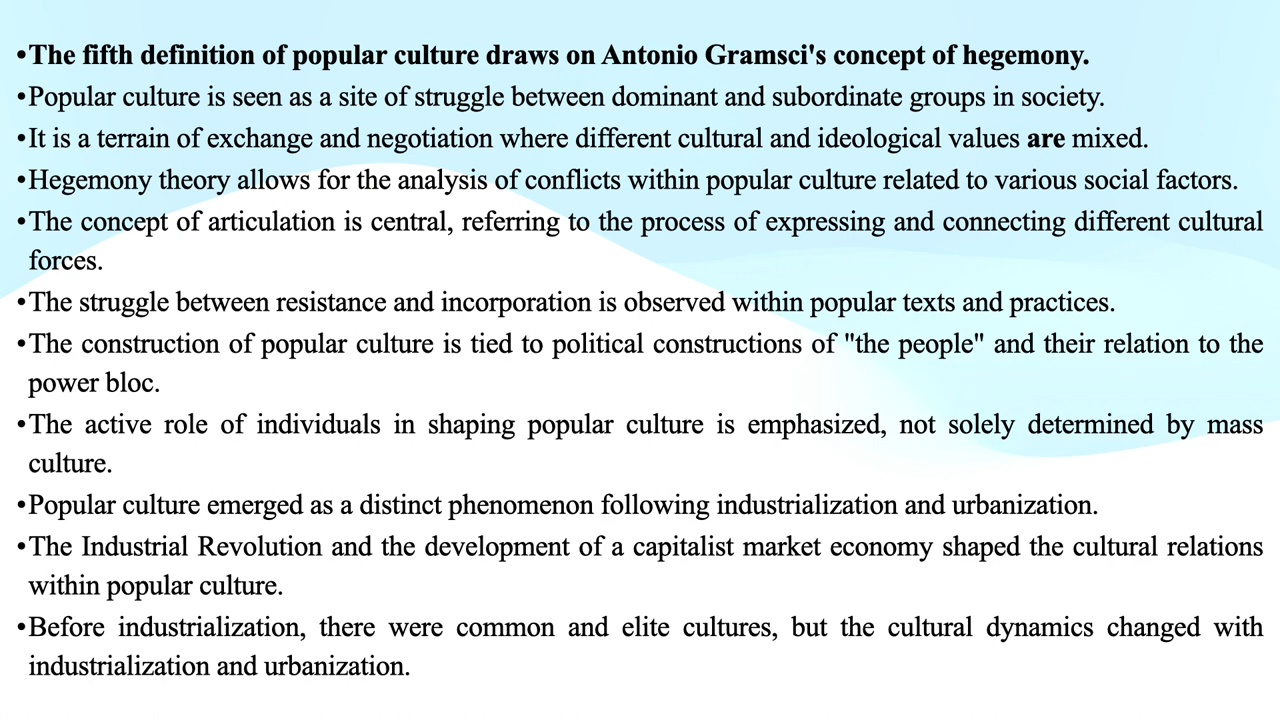 •The fifth definition of popular culture draws on Antonio Gramsci's concept of hegemony.
•Popular culture is seen as a site of struggle between dominant and subordinate groups in society.
•It is a terrain of exchange and negotiation where different cultural and ideological values are mixed.
•Hegemony theory allows for the analysis of conflicts within popular culture related to various social factors.
•The concept of articulation is central, referring to the process of expressing and connecting different cultural
forces.
•The struggle between resistance and incorporation is observed within popular texts and practices.
•The construction of popular culture is tied to political constructions of "the people" and their relation to the
power bloc.
•The active role of individuals in shaping popular culture is emphasized, not solely determined by mass
culture.
•Popular culture emerged as a distinct phenomenon following industrialization and urbanization.
•The Industrial Revolution and the development of a capitalist market economy shaped the cultural relations
within popular culture.
•Before industrialization, there were common and elite cultures, but the cultural dynamics changed with
industrialization and urbanization.